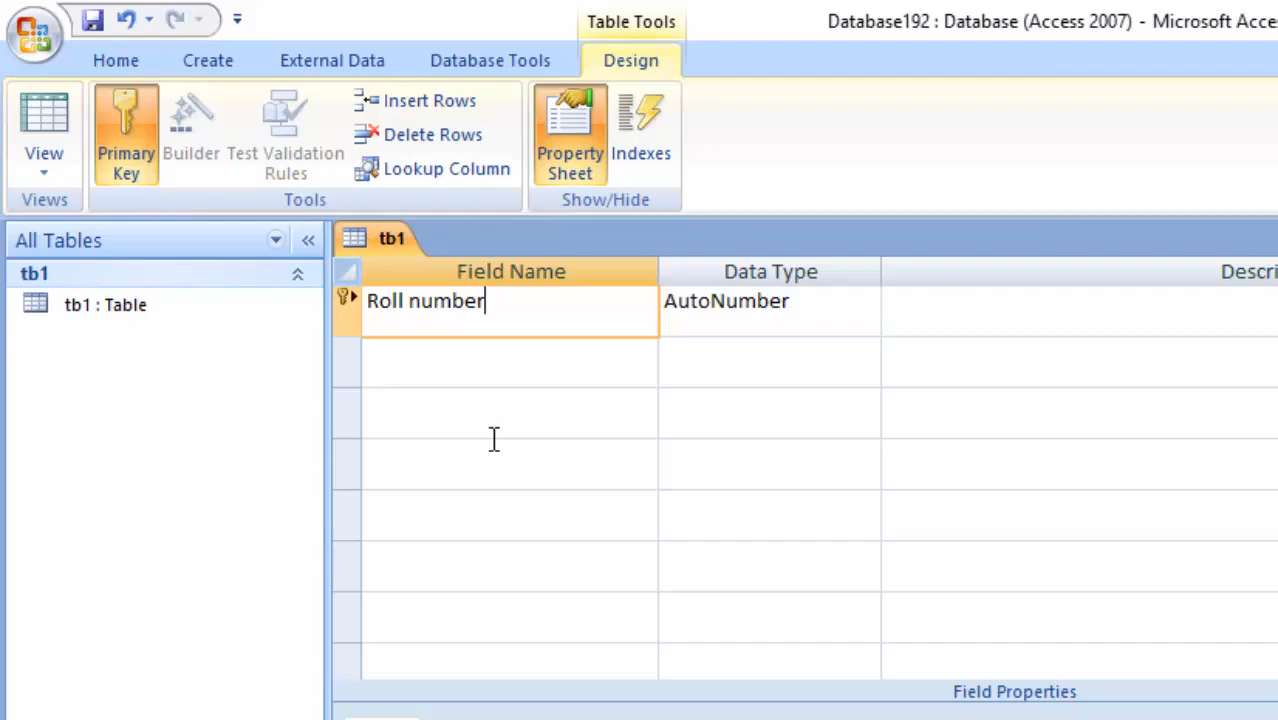 Table Tools
Database192 : Database (Access 2007) - Microsoft Acce
Home Create External Data Database Tools Design
View
Primary Key
Builder
Test Validation Rules
Insert Rows
Delete Rows
Lookup Column
Property Sheet
Indexes
Views Tools Show/Hide
All Tables
tb1
tb1 : Table
tb1
Field Name Data Type Descri
Roll number AutoNumber
Field Properties